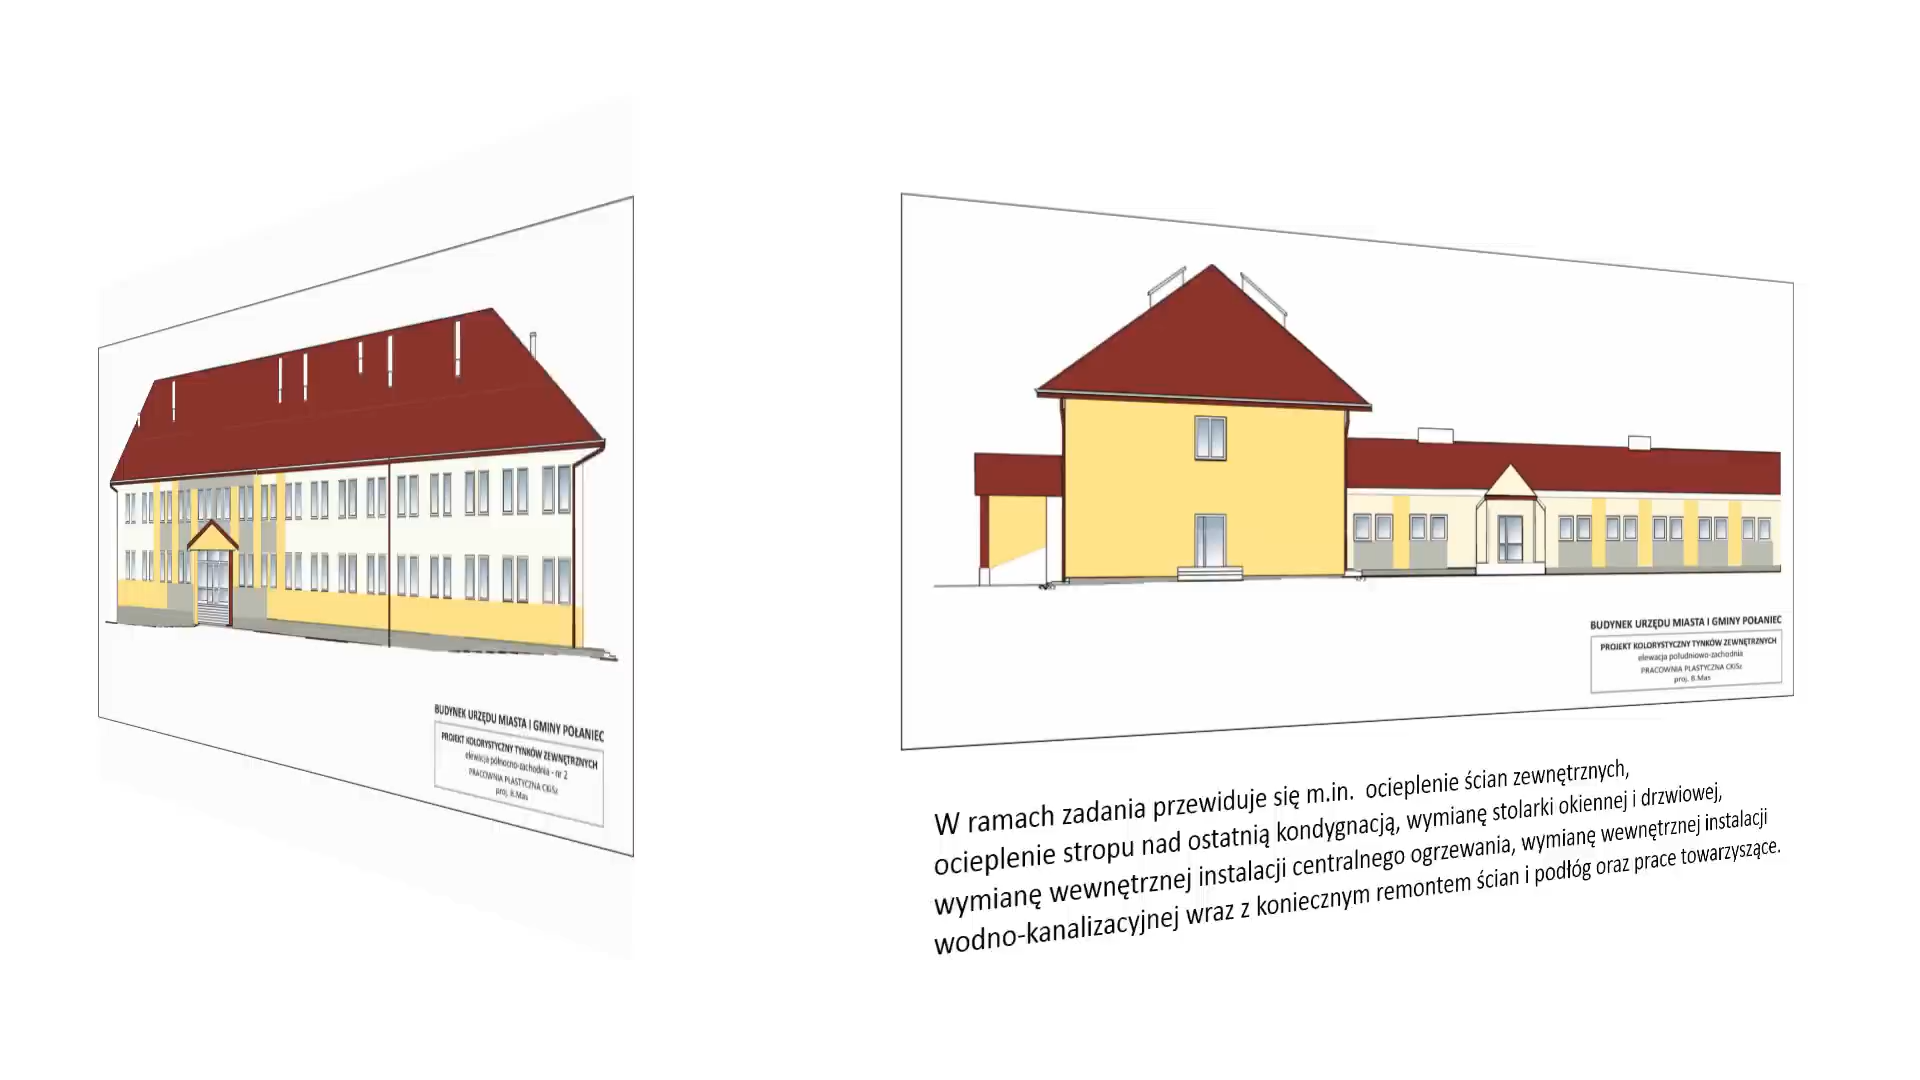 BUDYNEK URZĘDU MIASTA I GMINY POŁANIEC
PROJEKT KOLORYSTYCZNY TYNKÓW ZEWNĘTRZNYCH
elewacja północno-zachodnia - nr 2
PRACOWNIA PLASTYCZNA CKiSz
proj. B.Mas
BUDYNEK URZĘDU MIASTA I GMINY POŁANIEC
PROJEKT KOLORYSTYCZNY TYNKÓW ZEWNĘTRZNYCH
elewacja południowo-zachodnia
PRACOWNIA PLASTYCZNA CKiSz
proj. B.Mas
W ramach zadania przewiduje się m.in. ocieplenie ścian zewnętrznych,
ocieplenie stropu nad ostatnią kondygnacją, wymianę stolarki okiennej i drzwiowej,
wymianę wewnętrznej instalacji centralnego ogrzewania, wymianę wewnętrznej instalacji
wodno-kanalizacyjnej wraz z koniecznym remontem ścian i podłóg oraz prace towarzyszące.